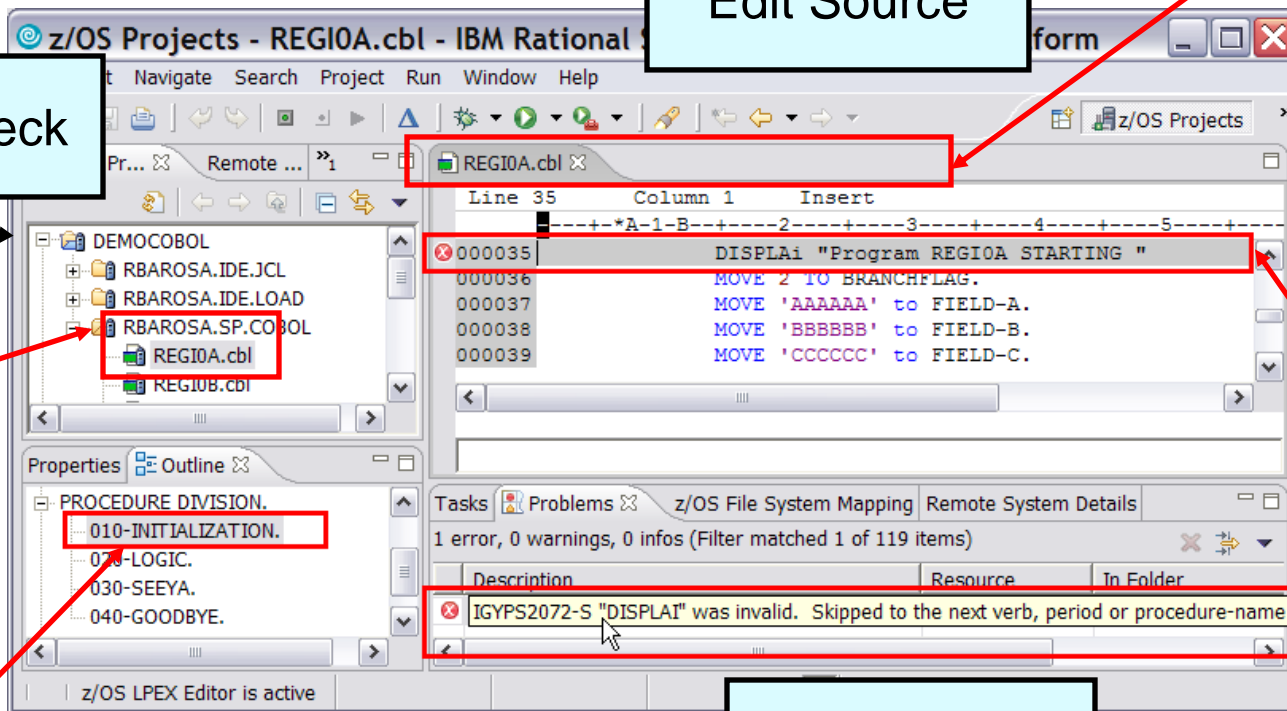 Edit Source
z/OS Projects - REGI0A.cbl - IBM Rational S form
t Navigate Search Project Run Window Help
eck
z/OS Projects
Pr... Remote ... »1
REGI0A.cbl
Line 35 Column 1 Insert
----+-*A-1-B--+----2----+----3----+----4----+----5----+----
DEMOCOBOL
RBAROSA.IDE.JCL
RBAROSA.IDE.LOAD
RBAROSA.SP.COBOL
REGI0A.cbl
REGI0B.cbl
000035 DISPLAi "Program REGI0A STARTING "
000036 MOVE 2 TO BRANCHFLAG.
000037 MOVE 'AAAAAA' to FIELD-A.
000038 MOVE 'BBBBBB' to FIELD-B.
000039 MOVE 'CCCCCC' to FIELD-C.
Properties Outline
PROCEDURE DIVISION.
010-INITIALIZATION.
020-LOGIC.
030-SEEYA.
040-GOODBYE.
Tasks Problems z/OS File System Mapping Remote System Details
1 error, 0 warnings, 0 infos (Filter matched 1 of 119 items)
Description Resource In Folder
IGYPS2072-S "DISPLAI" was invalid. Skipped to the next verb, period or procedure-name
z/OS LPEX Editor is active